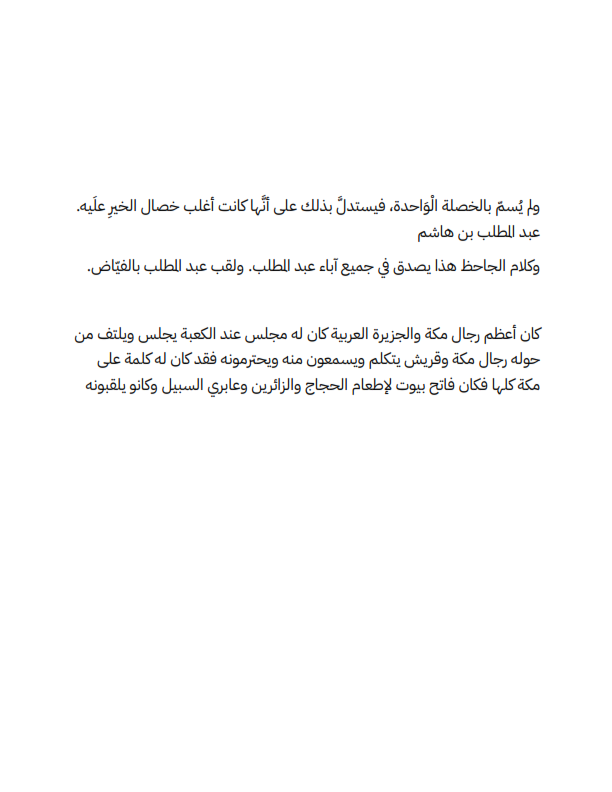 ولم يُسمّ بالخصلة الْوَاحدة، فيستدلَّ بذلك على أنَّها كانت أغلب خصال الخيرِ علَيه.
عبد المطلب بن هاشم
وكلام الجاحظ هذا يصدق في جميع آباء عبد المطلب. ولقب عبد المطلب بالفيّاض.
كان أعظم رجال مكة والجزيرة العربية كان له مجلس عند الكعبة يجلس ويلتف من
حوله رجال مكة وقريش يتكلم ويسمعون منه ويحترمونه فقد كان له كلمة على
مكة كلها فكان فاتح بيوت لإطعام الحجاج والزائرين وعابري السبيل وكانو يلقبونه